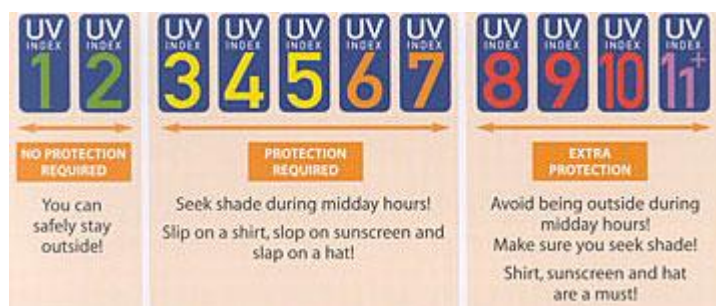 UV INDEX 1
UV INDEX 2
UV INDEX 3
UV INDEX 4
UV INDEX 5
UV INDEX 6
UV INDEX 7
UV INDEX 8
UV INDEX 9
UV INDEX 10
UV INDEX 11+
NO PROTECTION
REQUIRED
You can
safely stay
outside!
PROTECTION
REQUIRED
Seek shade during midday hours!
Slip on a shirt, slop on sunscreen and
slap on a hat!
EXTRA
PROTECTION
Avoid being outside during
midday hours!
Make sure you seek shade!
Shirt, sunscreen and hat
are a must!